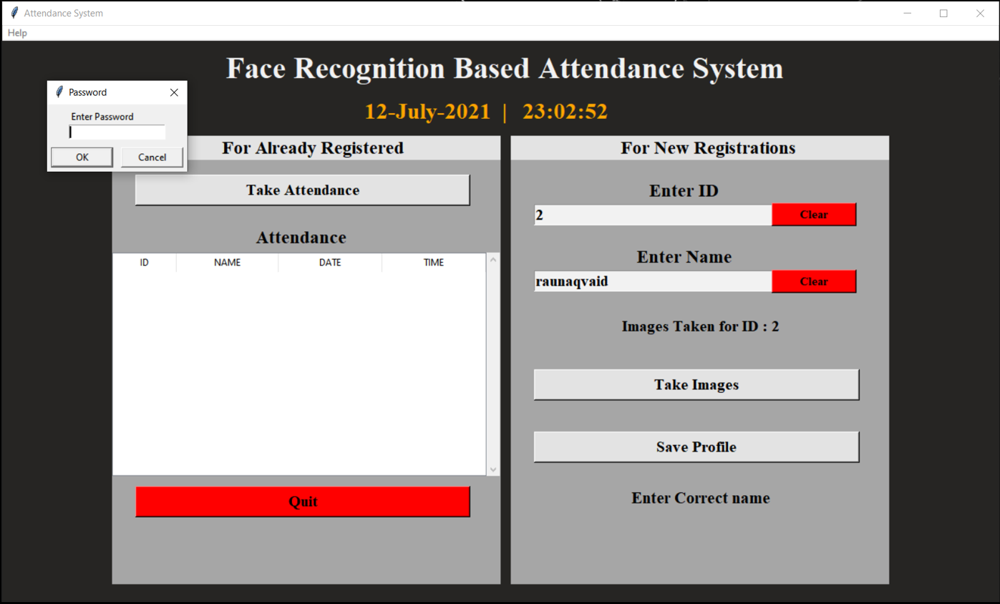 Attendance System
Help
Face Recognition Based Attendance System
12-July-2021 | 23:02:52
Password
Enter Password
OK Cancel
For Already Registered
Take Attendance
Attendance
ID NAME DATE TIME
Quit
For New Registrations
Enter ID
2 Clear
Enter Name
raunaqvaid Clear
Images Taken for ID : 2
Take Images
Save Profile
Enter Correct name